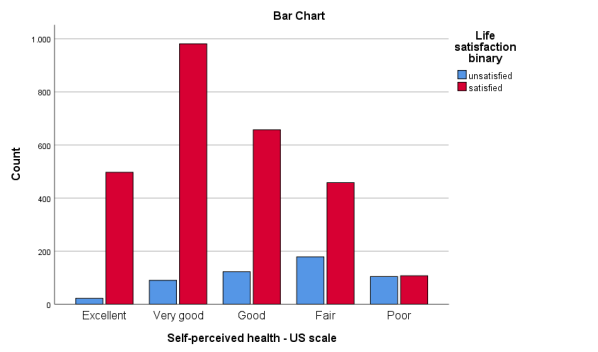 Bar Chart
Life
satisfaction
binary
unsatisfied
satisfied
Count
1.000
800
600
400
200
0
Excellent Very good Good Fair Poor
Self-perceived health - US scale